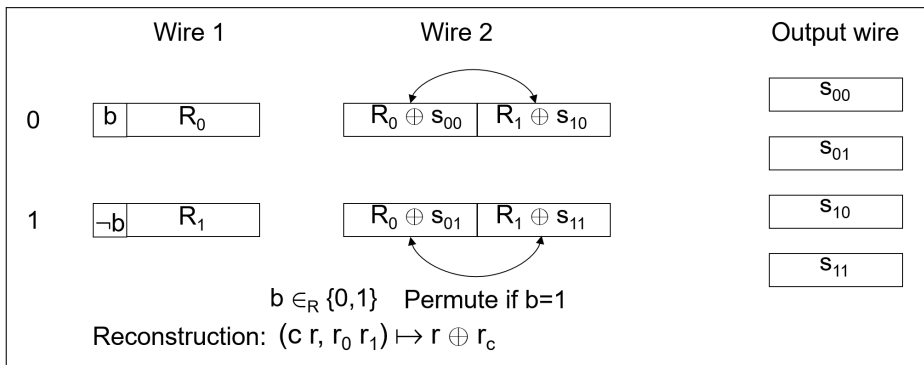 Wire 1 Wire 2 Output wire
s₀₀
0 b R₀ R₀ ⊕ s₀₀ R₁ ⊕ s₁₀
s₀₁
s₁₀
1 ¬b R₁ R₀ ⊕ s₀₁ R₁ ⊕ s₁₁
s₁₁
b ∈R {0,1} Permute if b=1
Reconstruction: (c r, r₀ r₁) ↦ r ⊕ r꜀